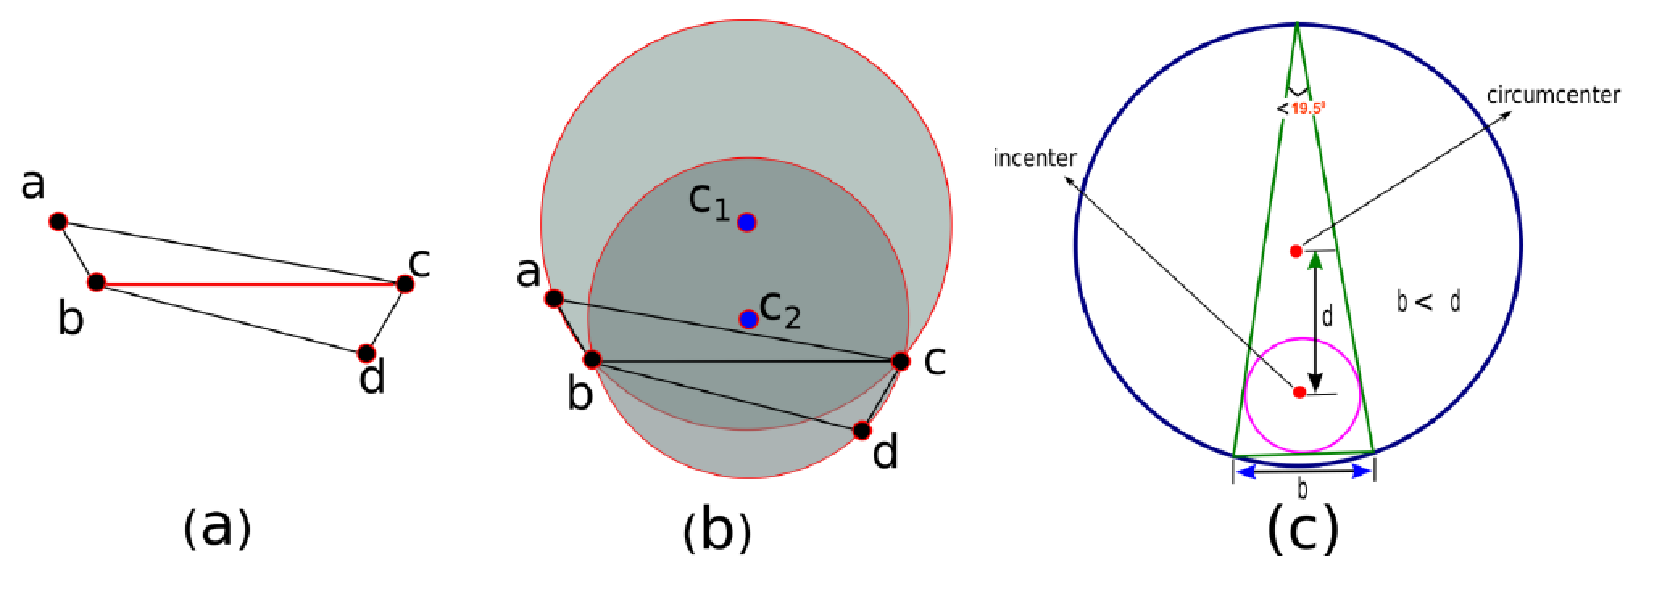 a
b
c
d
(a)
c1
c2
a
b
c
d
(b)
< 19.5°
circumcenter
incenter
d
b < d
b
(c)